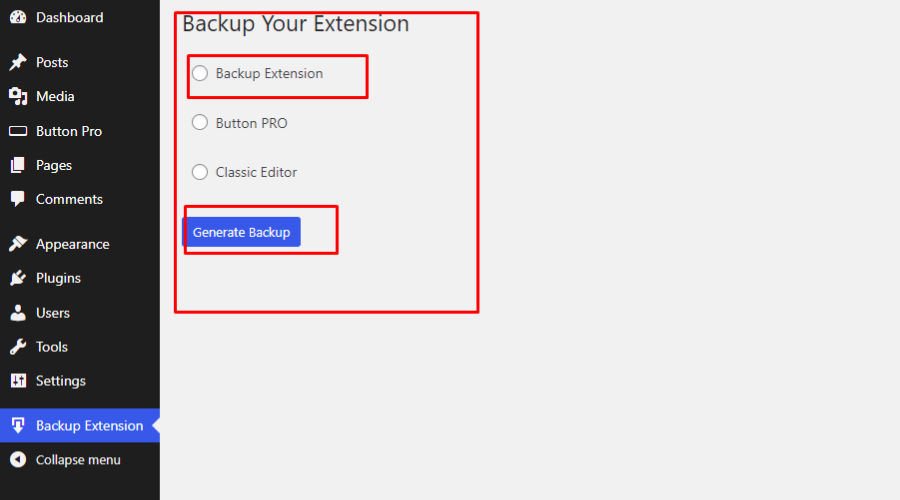 Dashboard
Posts
Media
Button Pro
Pages
Comments
Appearance
Plugins
Users
Tools
Settings
Backup Extension
Collapse menu
Backup Your Extension
Backup Extension
Button PRO
Classic Editor
Generate Backup